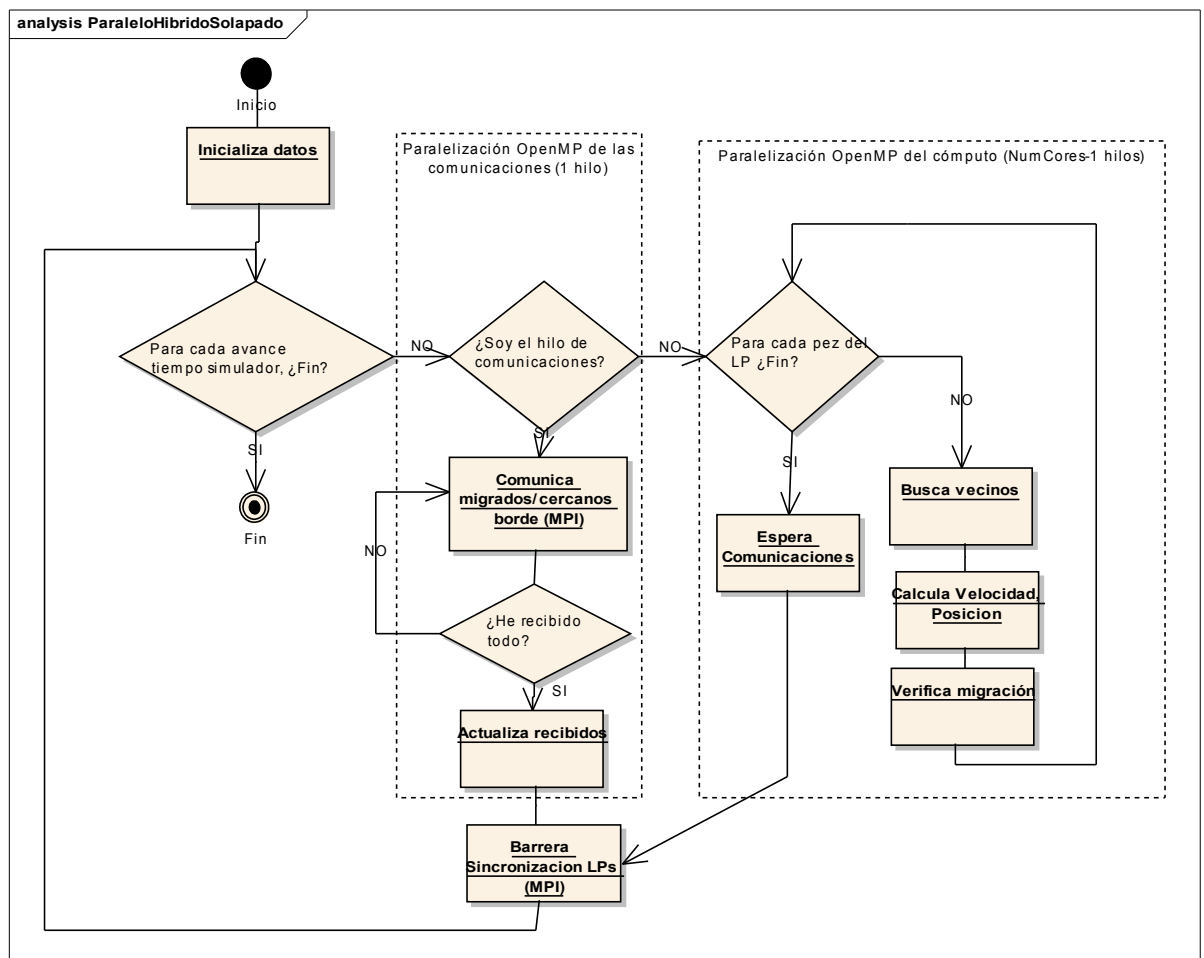 analysis ParaleloHibridoSolapado
Inicio
Inicializa datos
Paralelización OpenMP de las
comunicaciones (1 hilo)
Paralelización OpenMP del cómputo (NumCores-1 hilos)
Para cada avance
tiempo simulador, ¿Fin?
NO
¿Soy el hilo de
comunicaciones?
NO
Para cada pez del
LP ¿Fin?
NO
SI
Fin
SI
Comunica
migrados/cercanos
borde (MPI)
NO
¿He recibido
todo?
SI
Actualiza recibidos
SI
Espera
Comunicaciones
Busca vecinos
Calcula Velocidad,
Posicion
Verifica migración
Barrera
Sincronizacion LPs
(MPI)